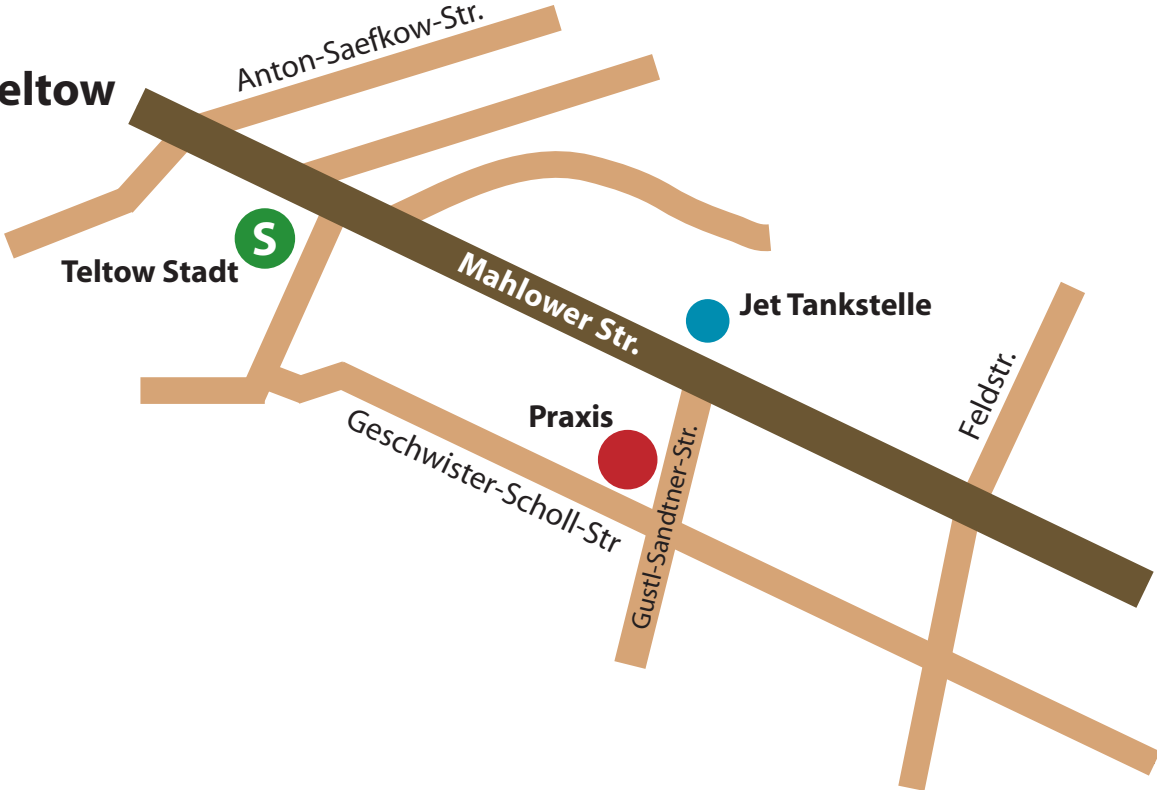 Anton-Saefkow-Str.
eltow
S
Teltow Stadt
Mahlower Str.
Jet Tankstelle
Feldstr.
Praxis
Geschwister-Scholl-Str
Gustl-Sandtner-Str.